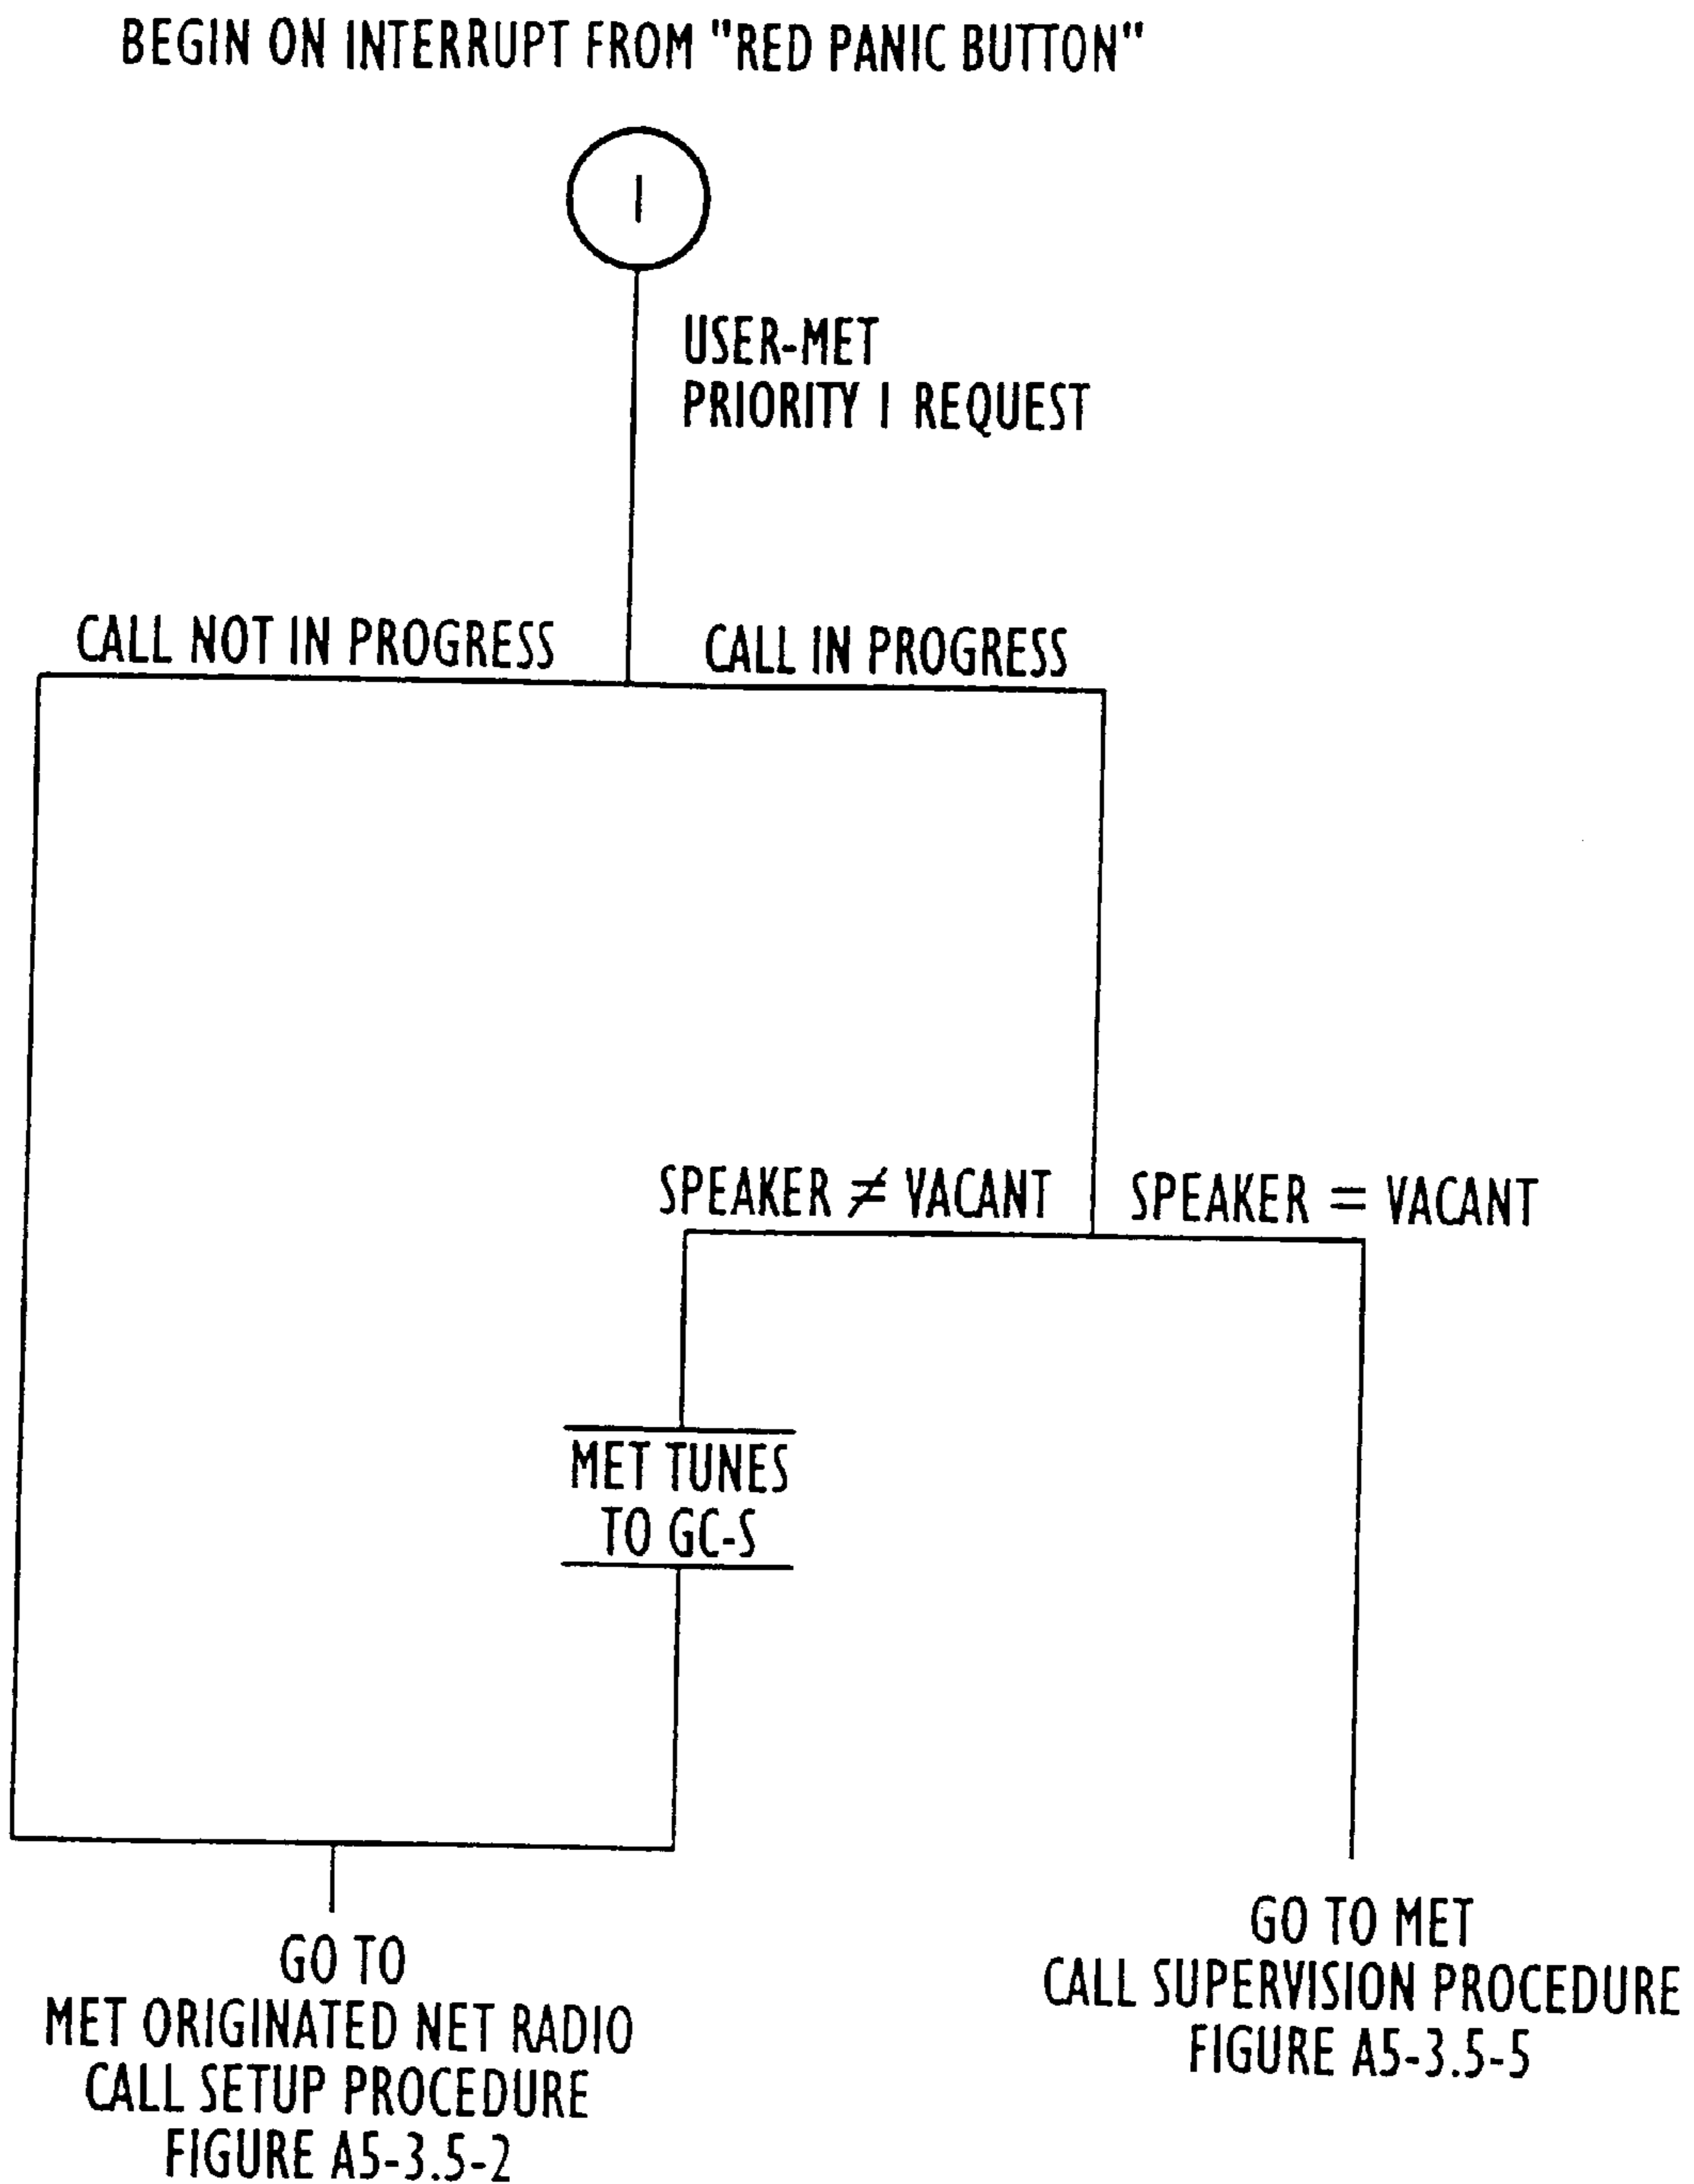 BEGIN ON INTERRUPT FROM "RED PANIC BUTTON"
I
USER-MET
PRIORITY I REQUEST
CALL NOT IN PROGRESS
CALL IN PROGRESS
SPEAKER ≠ VACANT
SPEAKER = VACANT
MET TUNES
TO GC-S
GO TO
MET ORIGINATED NET RADIO
CALL SETUP PROCEDURE
FIGURE A5-3.5-2
GO TO MET
CALL SUPERVISION PROCEDURE
FIGURE A5-3.5-5